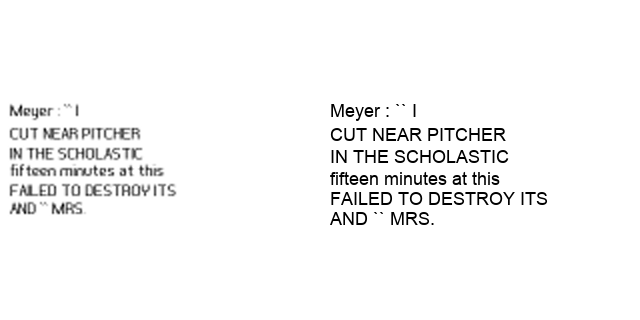 Meyer : `` I
CUT NEAR PITCHER
IN THE SCHOLASTIC
fifteen minutes at this
FAILED TO DESTROY ITS
AND `` MRS.
Meyer : `` I
CUT NEAR PITCHER
IN THE SCHOLASTIC
fifteen minutes at this
FAILED TO DESTROY ITS
AND `` MRS.